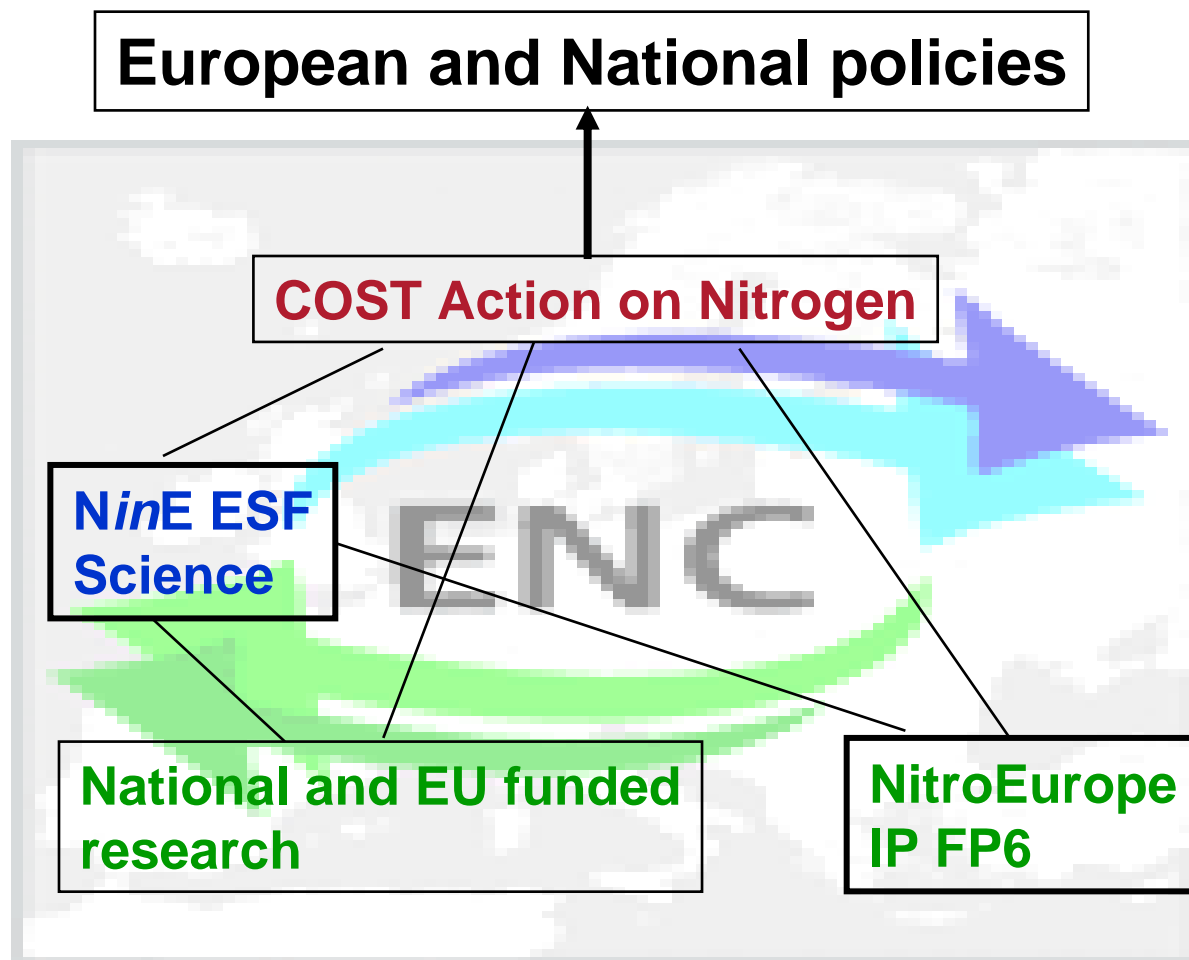 European and National policies
COST Action on Nitrogen
NinE ESF
Science
ENC
National and EU funded
research
NitroEurope
IP FP6